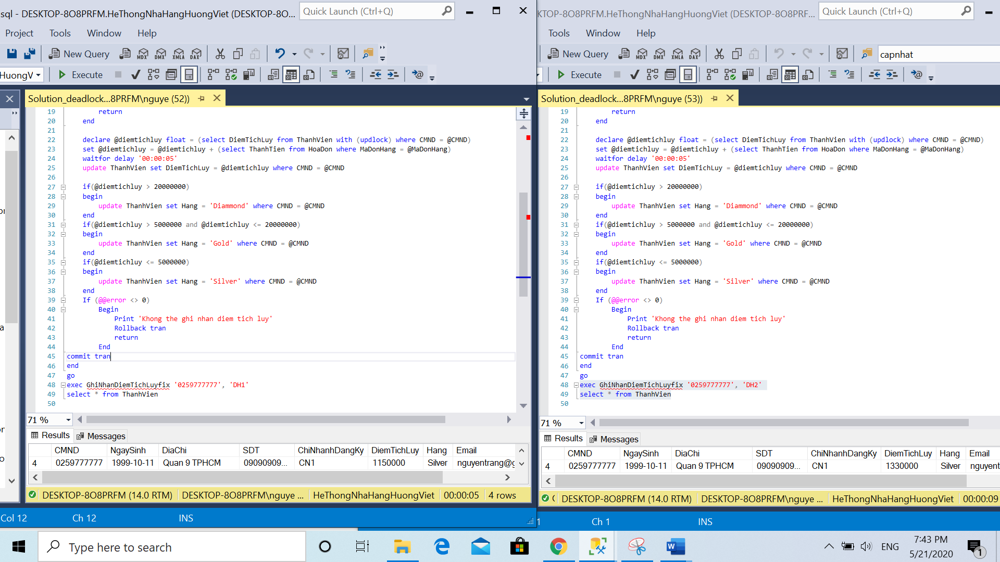 sql - DESKTOP-8O8PRFM.HeThongNhaHangHuongViet (DESKTOP-8O...
Quick Launch (Ctrl+Q)
Project Tools Window Help
New Query MDX DMX XMLA DAX
HuongV Execute
Solution_deadlock...8PRFM\nguye (52))
19 return
20 end
21
22 declare @diemtichluy float = (select DiemTichLuy from ThanhVien with (updlock) where CMND = @CMND)
23 set @diemtichluy = @diemtichluy + (select ThanhTien from HoaDon where MaDonHang = @MaDonHang)
24 waitfor delay '00:00:05'
25 update ThanhVien set DiemTichLuy = @diemtichluy where CMND = @CMND
26
27 if(@diemtichluy > 20000000)
28 begin
29 update ThanhVien set Hang = 'Diammond' where CMND = @CMND
30 end
31 if(@diemtichluy > 5000000 and @diemtichluy <= 20000000)
32 begin
33 update ThanhVien set Hang = 'Gold' where CMND = @CMND
34 end
35 if(@diemtichluy <= 5000000)
36 begin
37 update ThanhVien set Hang = 'Silver' where CMND = @CMND
38 end
39 If (@@error <> 0)
40 Begin
41 Print 'Khong the ghi nhan diem tich luy'
42 Rollback tran
43 return
44 End
45 commit tran
46 end
47 go
48 exec GhiNhanDiemTichLuyfix '0259777777', 'DH1'
49 select * from ThanhVien
50
71 %
Results Messages
CMND NgaySinh DiaChi SDT ChiNhanhDangKy DiemTichLuy Hang Email
4 0259777777 1999-10-11 Quan 9 TPHCM 09090909... CN1 1150000 Silver nguyentrang@g
DESKTOP-8O8PRFM (14.0 RTM) DESKTOP-8O8PRFM\nguye ... HeThongNhaHangHuongViet 00:00:05 4 rows
Col 12 Ch 12 INS
KTOP-8O8PRFM.HeThongNhaHangHuongViet (DESKTOP-8O8PRF...
Quick Launch (Ctrl+Q)
Tools Window Help
New Query MDX DMX XMLA DAX capnhat
Execute
Solution_deadlock...8PRFM\nguye (53))
19 return
20 end
21
22 declare @diemtichluy float = (select DiemTichLuy from ThanhVien with (updlock) where CMND = @CMND)
23 set @diemtichluy = @diemtichluy + (select ThanhTien from HoaDon where MaDonHang = @MaDonHang)
24 waitfor delay '00:00:05'
25 update ThanhVien set DiemTichLuy = @diemtichluy where CMND = @CMND
26
27 if(@diemtichluy > 20000000)
28 begin
29 update ThanhVien set Hang = 'Diammond' where CMND = @CMND
30 end
31 if(@diemtichluy > 5000000 and @diemtichluy <= 20000000)
32 begin
33 update ThanhVien set Hang = 'Gold' where CMND = @CMND
34 end
35 if(@diemtichluy <= 5000000)
36 begin
37 update ThanhVien set Hang = 'Silver' where CMND = @CMND
38 end
39 If (@@error <> 0)
40 Begin
41 Print 'Khong the ghi nhan diem tich luy'
42 Rollback tran
43 return
44 End
45 commit tran
46 end
47 go
48 exec GhiNhanDiemTichLuyfix '0259777777', 'DH2'
49 select * from ThanhVien
50
71 %
Results Messages
CMND NgaySinh DiaChi SDT ChiNhanhDangKy DiemTichLuy Hang Email
4 0259777777 1999-10-11 Quan 9 TPHCM 09090909... CN1 1330000 Silver nguyent
DESKTOP-8O8PRFM (14.0 RTM) DESKTOP-8O8PRFM\nguye ... HeThongNhaHangHuongViet 00:00:09
1 Ch 1 INS
Type here to search
ENG
7:43 PM
5/21/2020
1